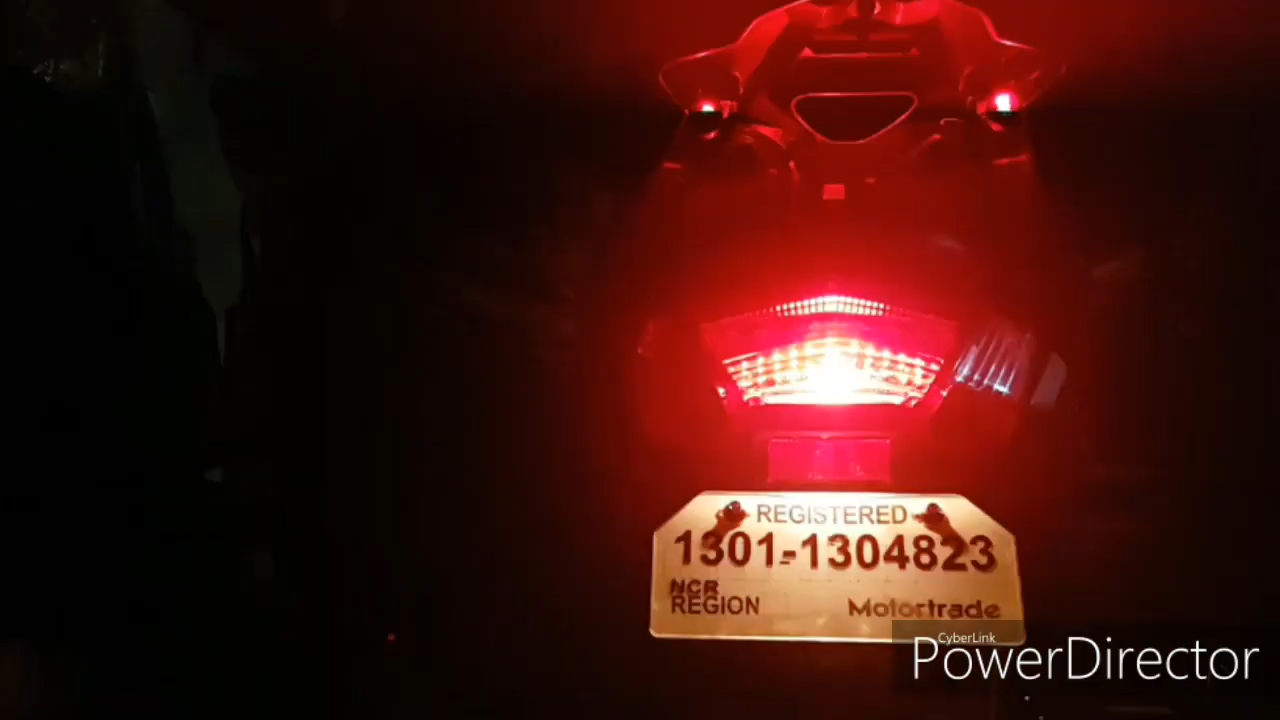 REGISTERED
1301-1304823
NCR
REGION
Motortrade
CyberLink
PowerDirector